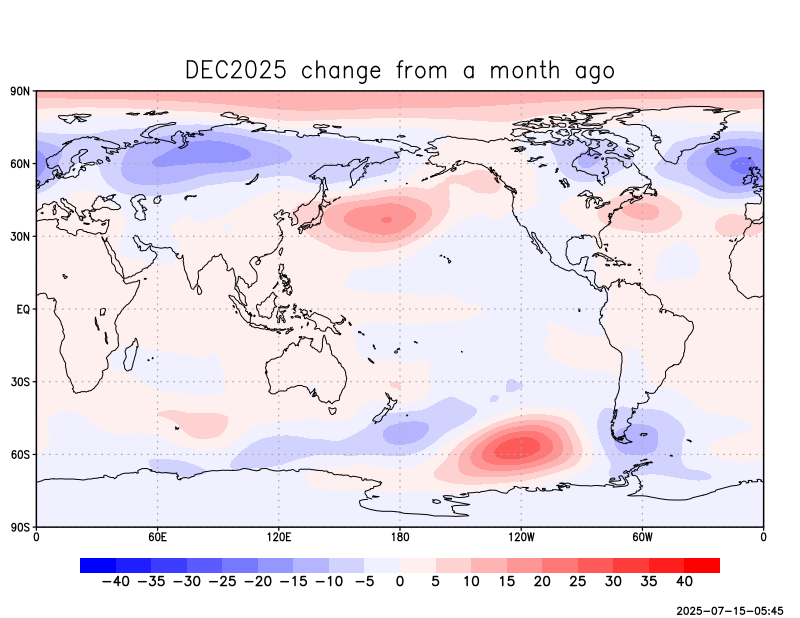 DEC2025 change from a month ago
90N
60N
30N
EQ
30S
60S
90S
0 60E 120E 180 120W 60W 0
−40 −35 −30 −25 −20 −15 −10 −5 0 5 10 15 20 25 30 35 40
2025-07-15-05:45